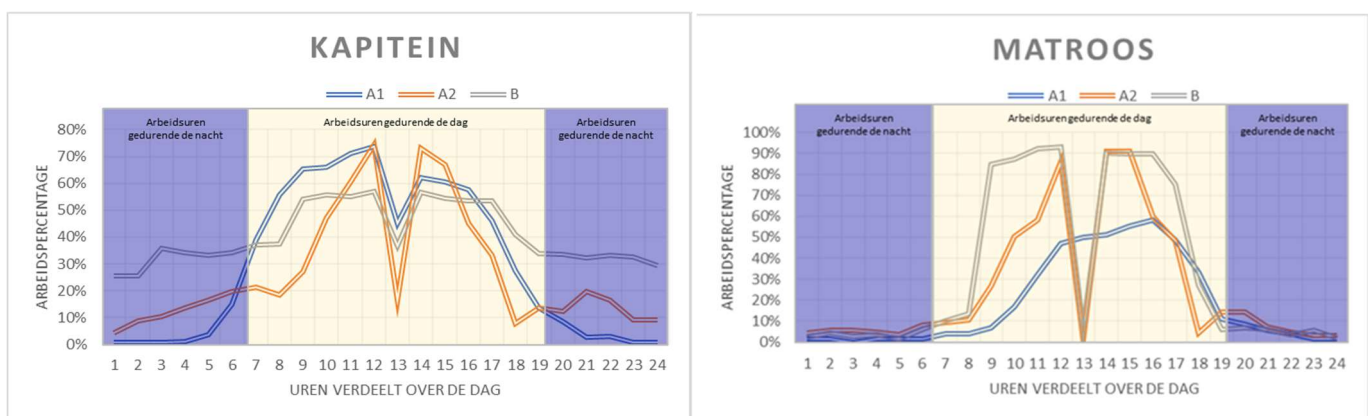 KAPITEIN
A1 A2 B
Arbeidsuren
gedurende de nacht
Arbeidsuren gedurende de dag
Arbeidsuren
gedurende de nacht
80%
70%
60%
50%
40%
30%
20%
10%
0%
ARBEIDSPERCENTAGE
1 2 3 4 5 6 7 8 9 10 11 12 13 14 15 16 17 18 19 20 21 22 23 24
UREN VERDEELT OVER DE DAG
MATROOS
A1 A2 B
Arbeidsuren
gedurende de nacht
Arbeidsuren gedurende de dag
Arbeidsuren
gedurende de nacht
100%
90%
80%
70%
60%
50%
40%
30%
20%
10%
0%
ARBEIDSPERCENTAGE
1 2 3 4 5 6 7 8 9 10 11 12 13 14 15 16 17 18 19 20 21 22 23 24
UREN VERDEELT OVER DE DAG